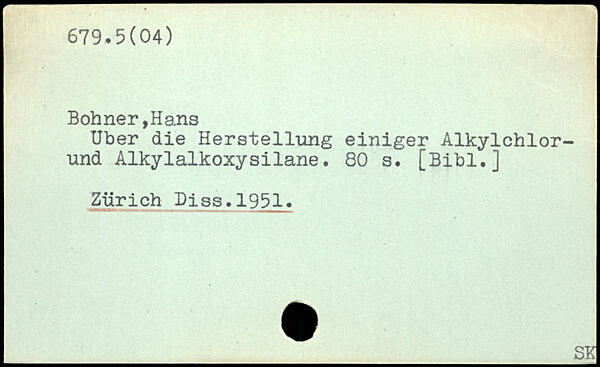 679.5(04)
Bohner,Hans
Uber die Herstellung einiger Alkylchlor-
und Alkylalkoxysilane. 80 s. [Bibl.]
Zürich Diss.1951.
SK